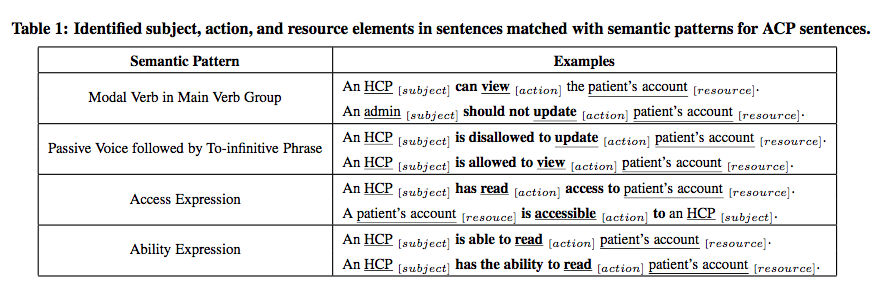 Table 1: Identified subject, action, and resource elements in sentences matched with semantic patterns for ACP sentences.
Semantic Pattern Examples
Modal Verb in Main Verb Group
An HCP [subject] can view [action] the patient's account [resource].
An admin [subject] should not update [action] patient's account [resource].
Passive Voice followed by To-infinitive Phrase
An HCP [subject] is disallowed to update [action] patient's account [resource].
An HCP [subject] is allowed to view [action] patient's account [resource].
Access Expression
An HCP [subject] has read [action] access to patient's account [resource].
A patient's account [resouce] is accessible [action] to an HCP [subject].
Ability Expression
An HCP [subject] is able to read [action] patient's account [resource].
An HCP [subject] has the ability to read [action] patient's account [resource].